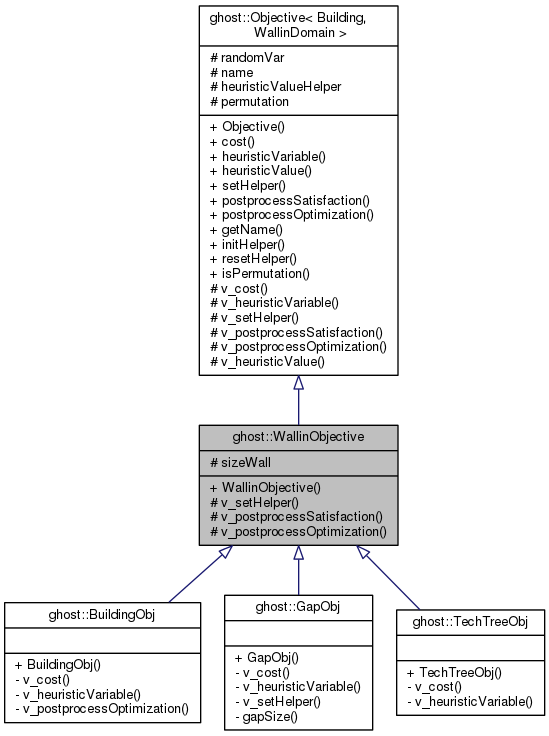 ghost::Objective< Building,
WallinDomain >
# randomVar
# name
# heuristicValueHelper
# permutation
+ Objective()
+ cost()
+ heuristicVariable()
+ heuristicValue()
+ setHelper()
+ postprocessSatisfaction()
+ postprocessOptimization()
+ getName()
+ initHelper()
+ resetHelper()
+ isPermutation()
# v_cost()
# v_heuristicVariable()
# v_setHelper()
# v_postprocessSatisfaction()
# v_postprocessOptimization()
# v_heuristicValue()
ghost::WallinObjective
# sizeWall
+ WallinObjective()
# v_setHelper()
# v_postprocessSatisfaction()
# v_postprocessOptimization()
ghost::BuildingObj
+ BuildingObj()
- v_cost()
- v_heuristicVariable()
- v_postprocessOptimization()
ghost::GapObj
+ GapObj()
- v_cost()
- v_heuristicVariable()
- v_setHelper()
- gapSize()
ghost::TechTreeObj
+ TechTreeObj()
- v_cost()
- v_heuristicVariable()